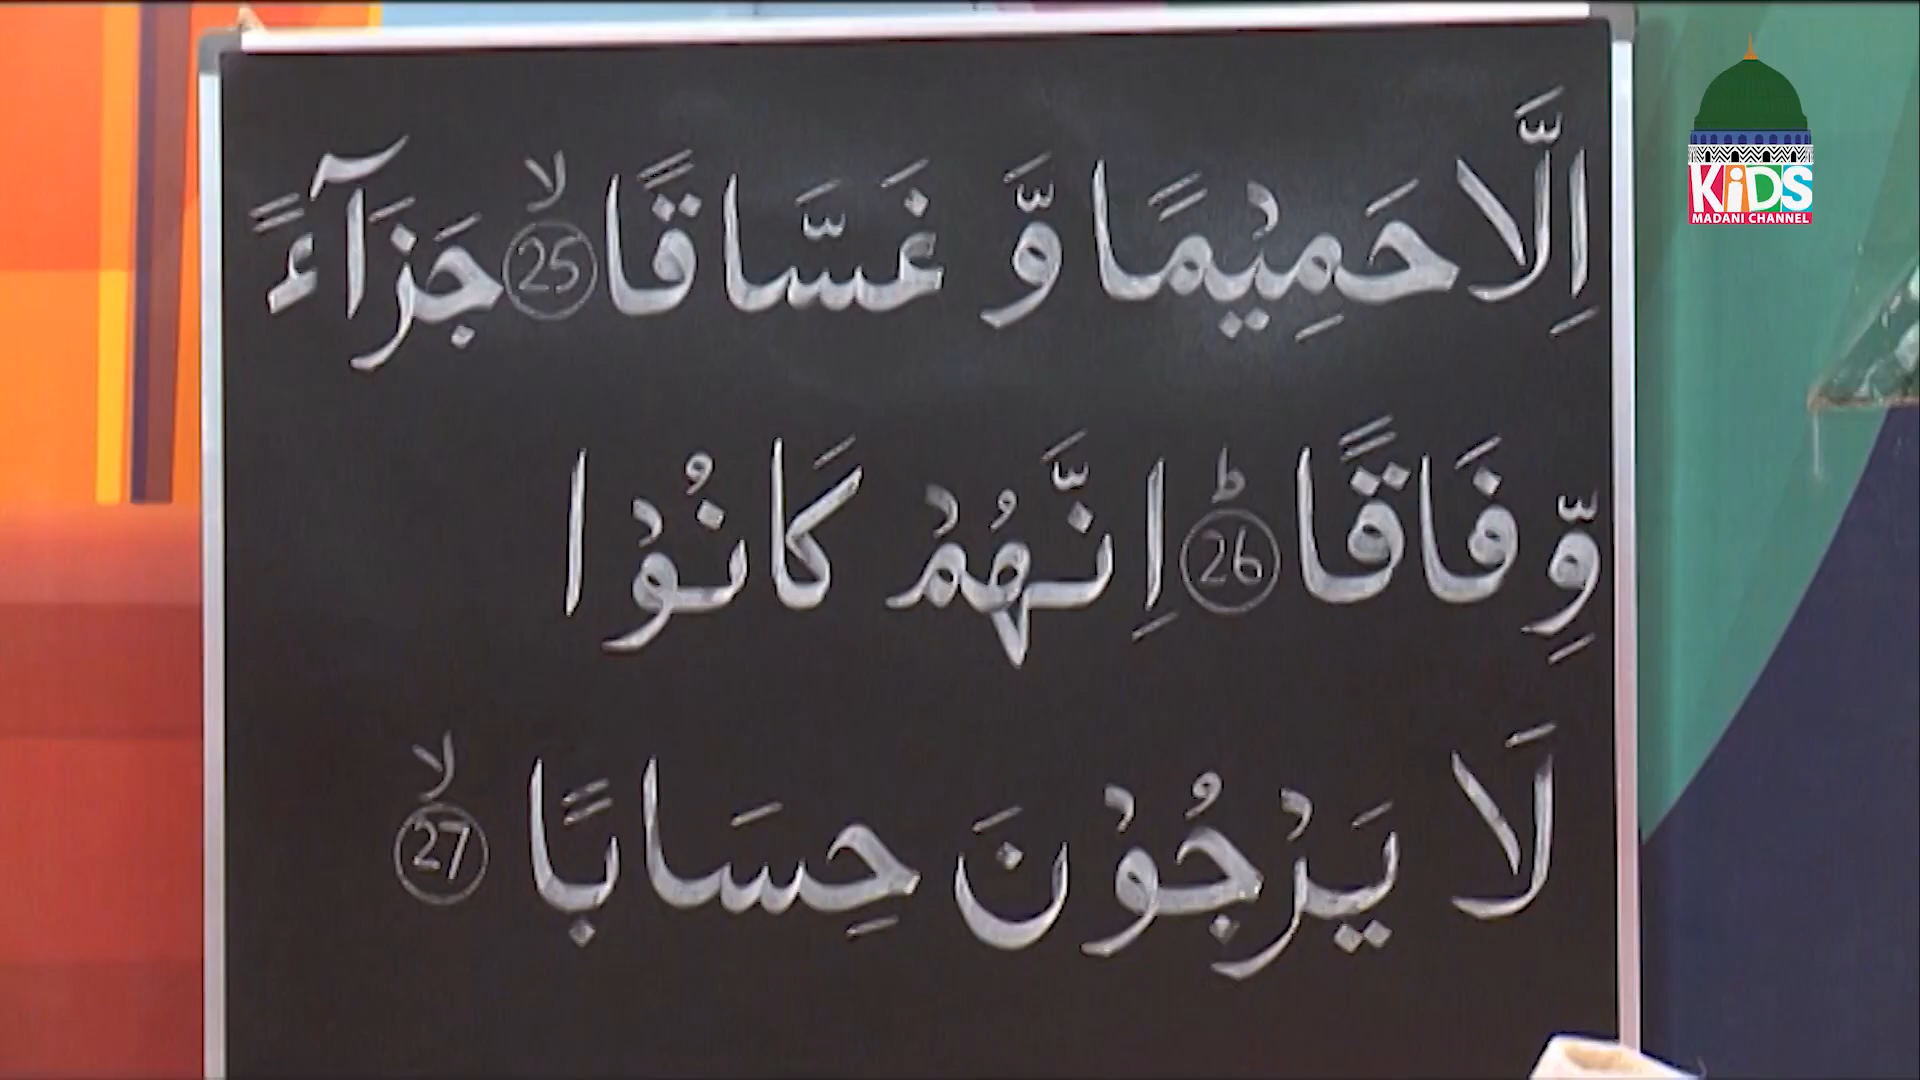 اِلَّا حَمِیْمًا وَّ غَسَّاقًاۙ(25) جَزَآءً
وِّفَاقًاؕ(26) اِنَّهُمْ كَانُوْا
لَا یَرْجُوْنَ حِسَابًاۙ(27)
KiDS
MADANI CHANNEL